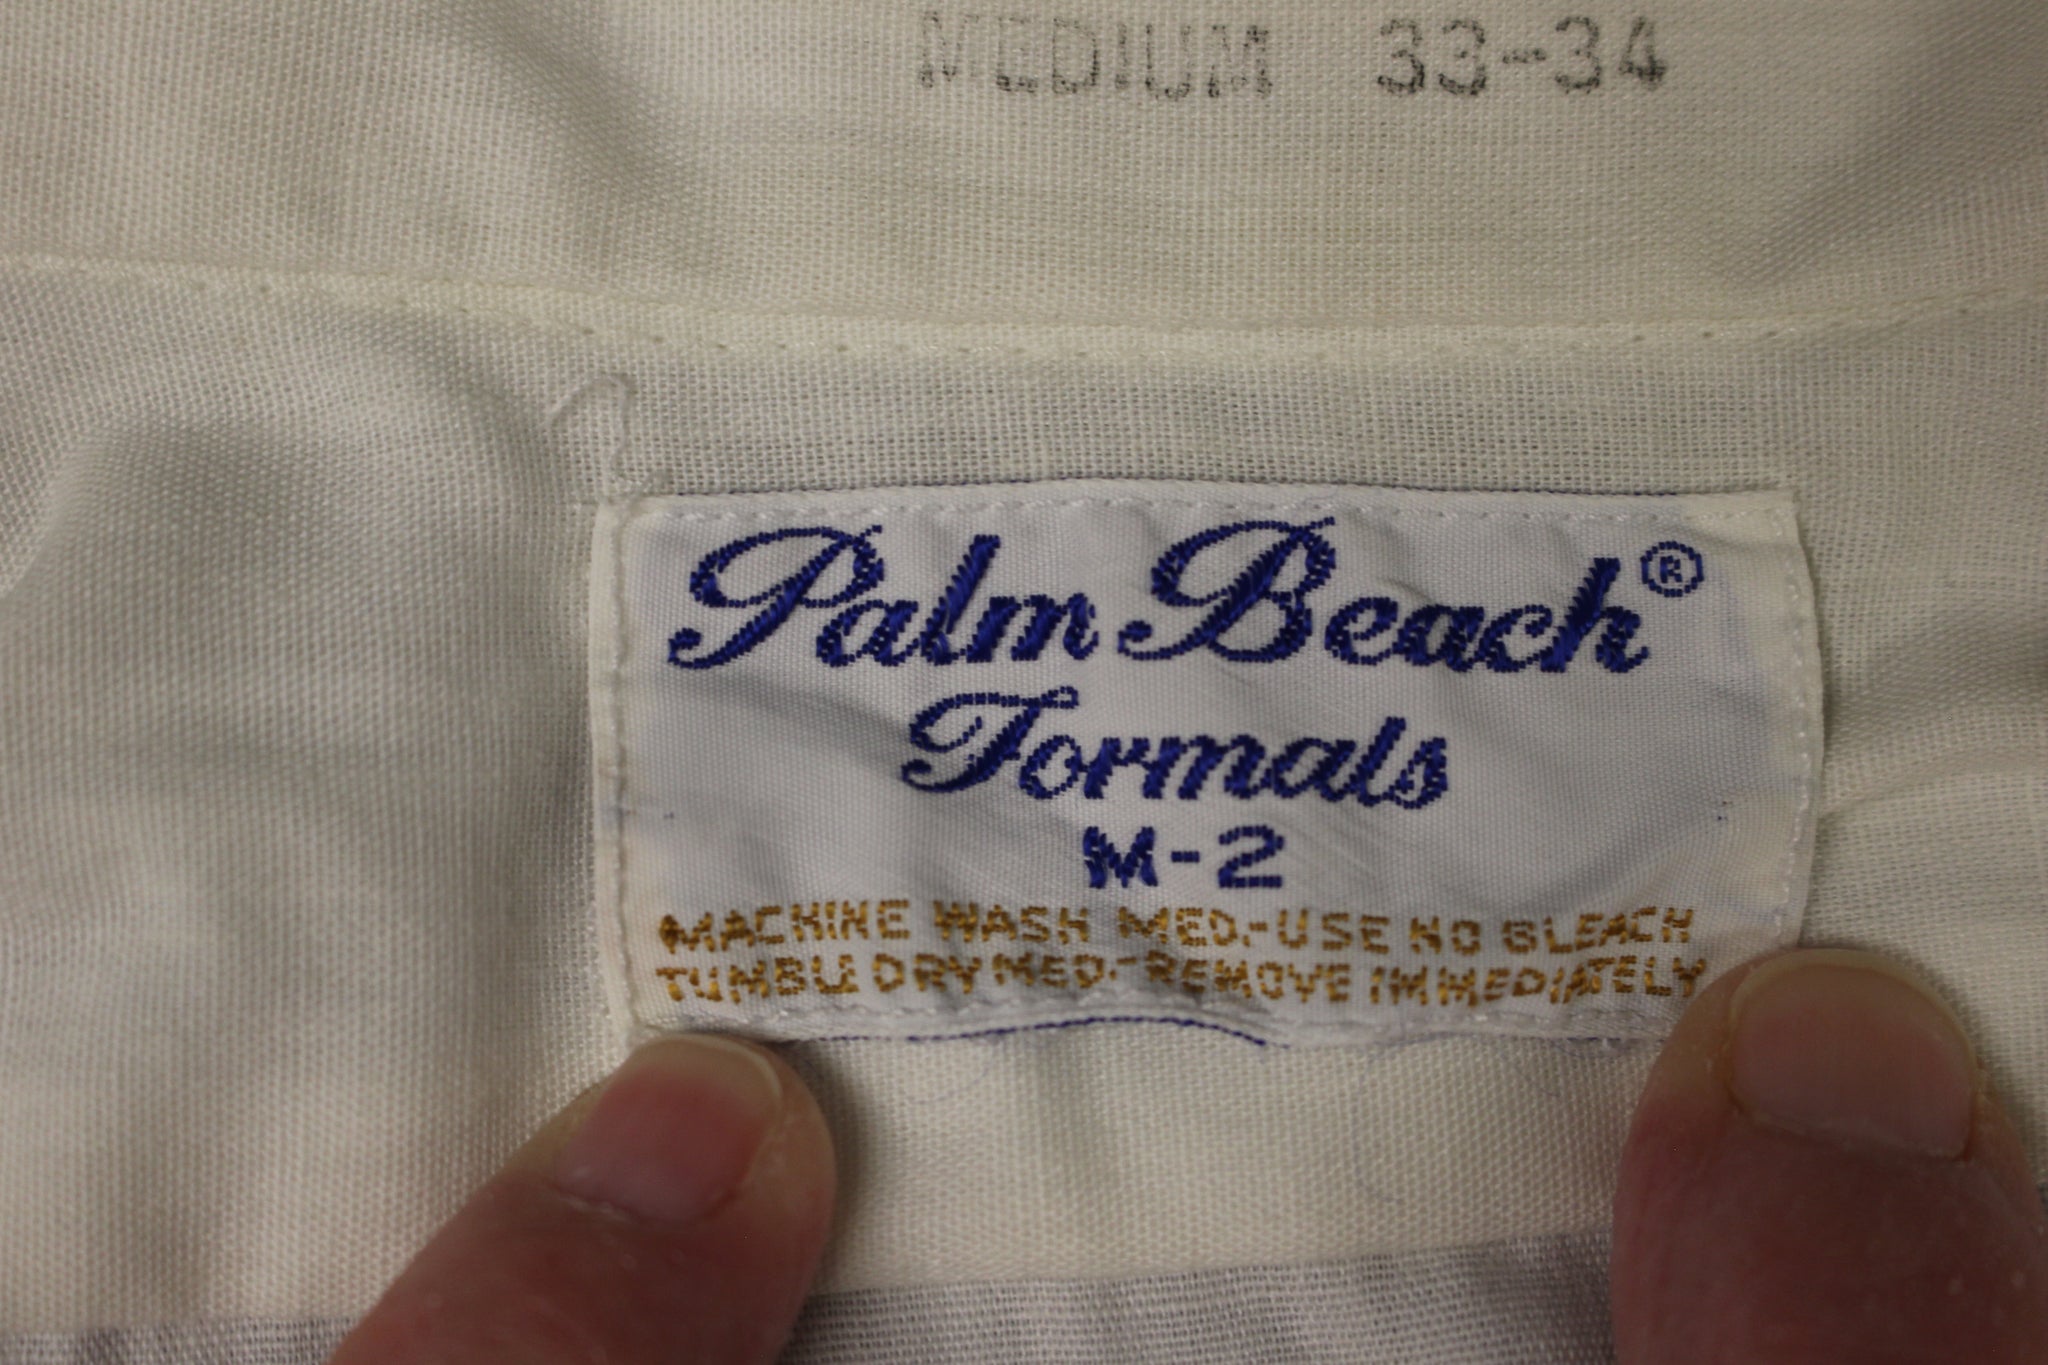 MEDIUM 33-34
Palm Beach®
Formals
M-2
MACHINE WASH MED.-USE NO BLEACH
TUMBLE DRY MED.-REMOVE IMMEDIATELY